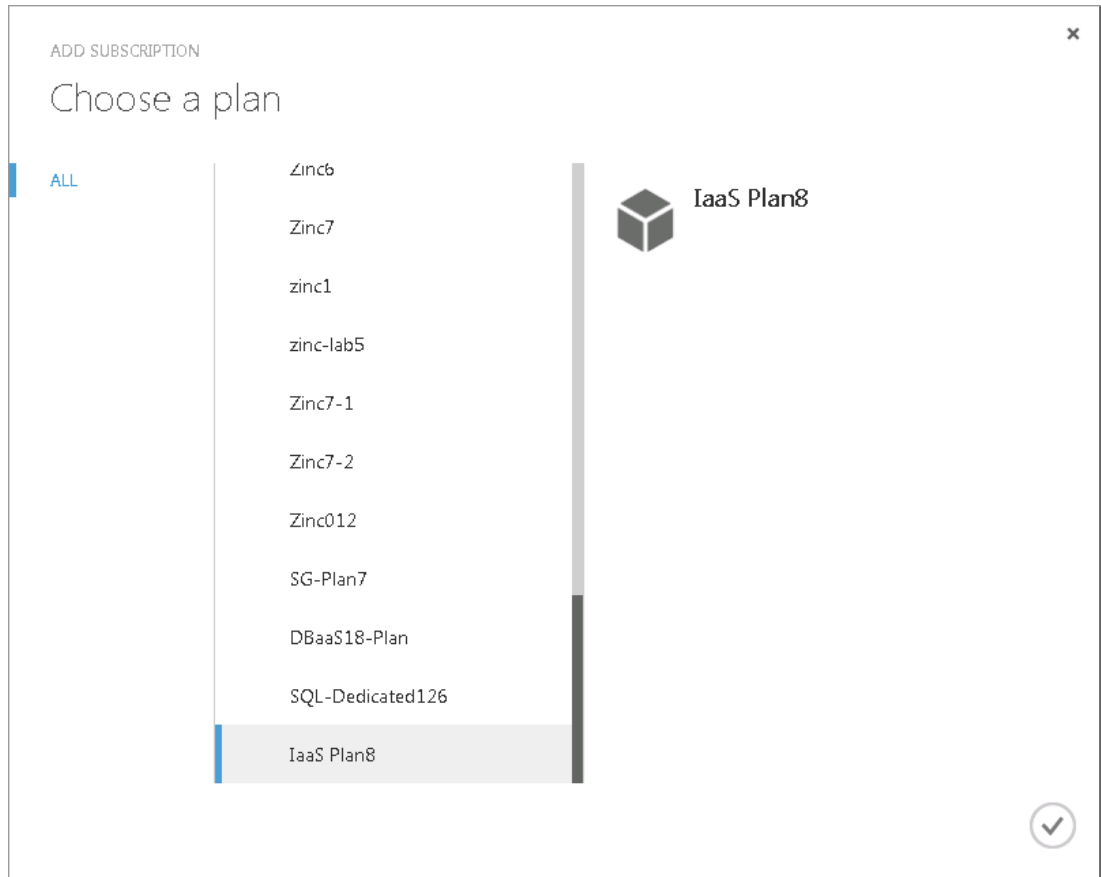 ADD SUBSCRIPTION
Choose a plan
ALL
Zinc6
Zinc7
zinc1
zinc-lab5
Zinc7-1
Zinc7-2
Zinc012
SG-Plan7
DBaaS18-Plan
SQL-Dedicated126
IaaS Plan8
IaaS Plan8